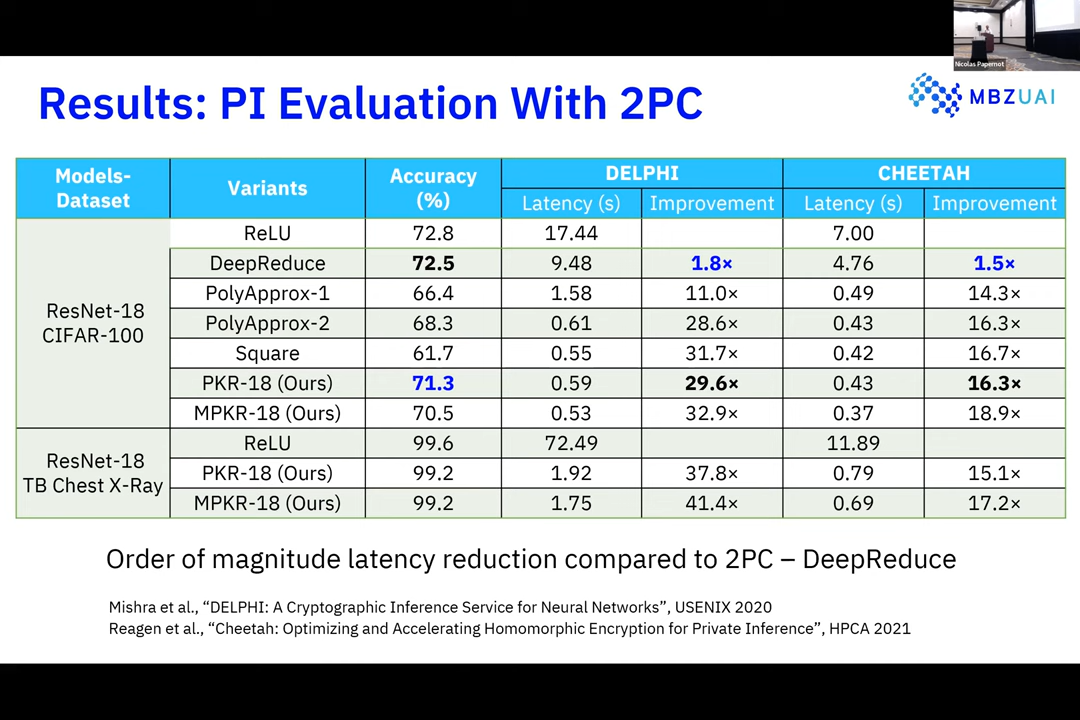 Nicolas Papernot
Results: PI Evaluation With 2PC
MBZUAI
Models-Dataset Variants Accuracy (%) DELPHI CHEETAH
Latency (s) Improvement Latency (s) Improvement
ResNet-18 CIFAR-100
ReLU 72.8 17.44 7.00
DeepReduce 72.5 9.48 1.8× 4.76 1.5×
PolyApprox-1 66.4 1.58 11.0× 0.49 14.3×
PolyApprox-2 68.3 0.61 28.6× 0.43 16.3×
Square 61.7 0.55 31.7× 0.42 16.7×
PKR-18 (Ours) 71.3 0.59 29.6× 0.43 16.3×
MPKR-18 (Ours) 70.5 0.53 32.9× 0.37 18.9×
ResNet-18 TB Chest X-Ray
ReLU 99.6 72.49 11.89
PKR-18 (Ours) 99.2 1.92 37.8× 0.79 15.1×
MPKR-18 (Ours) 99.2 1.75 41.4× 0.69 17.2×
Order of magnitude latency reduction compared to 2PC – DeepReduce
Mishra et al., “DELPHI: A Cryptographic Inference Service for Neural Networks”, USENIX 2020
Reagen et al., “Cheetah: Optimizing and Accelerating Homomorphic Encryption for Private Inference”, HPCA 2021